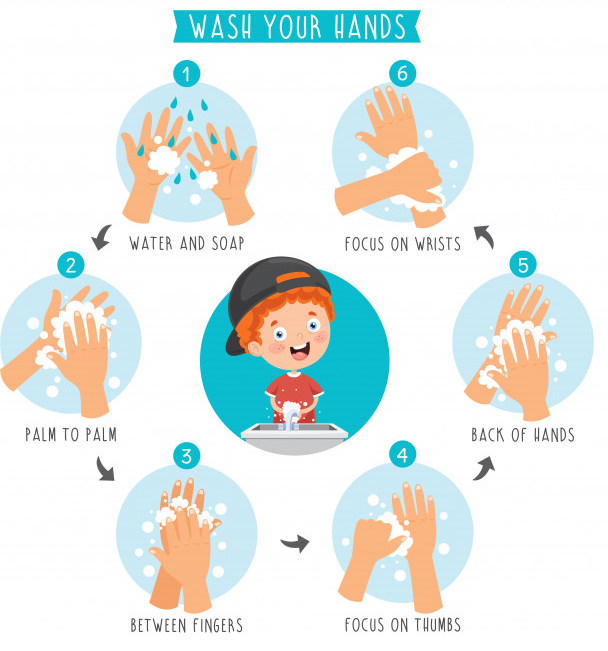 WASH YOUR HANDS
1
WATER AND SOAP
2
PALM TO PALM
3
BETWEEN FINGERS
4
FOCUS ON THUMBS
5
BACK OF HANDS
6
FOCUS ON WRISTS